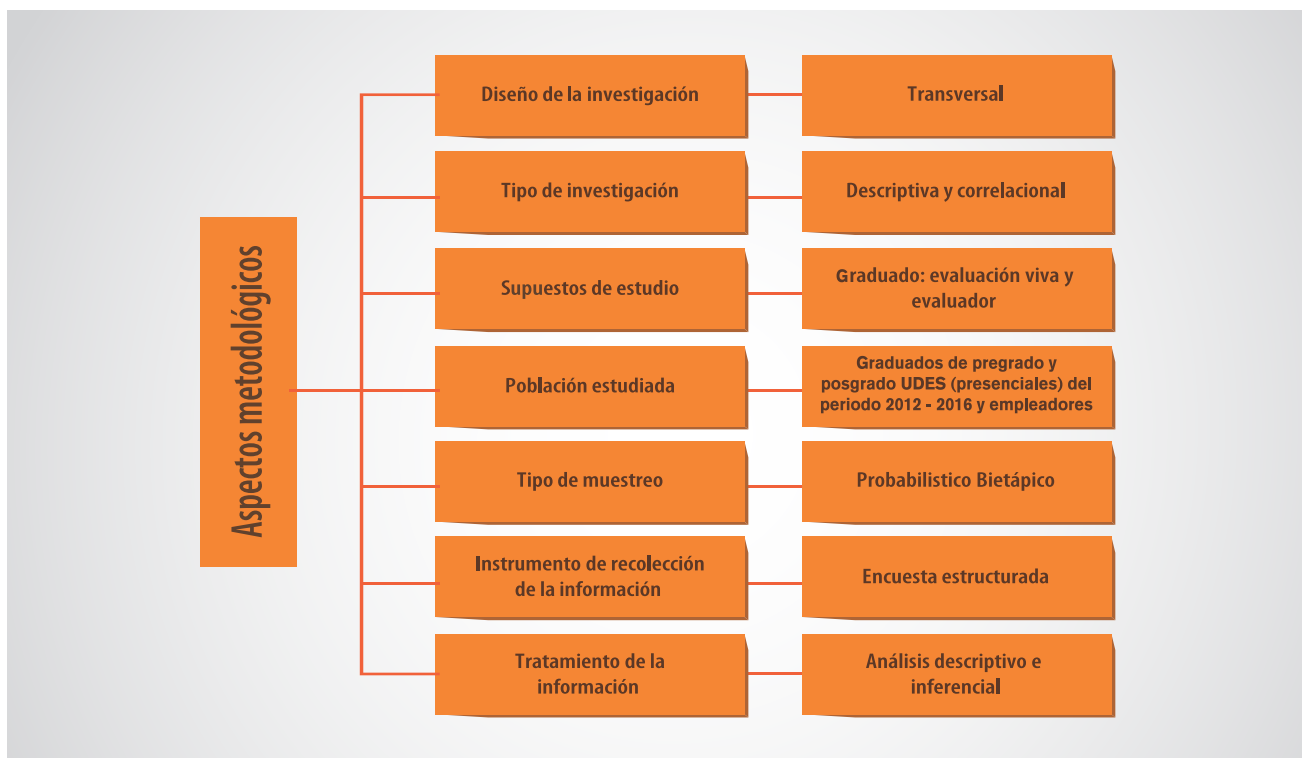 Aspectos metodológicos
Diseño de la investigación
Transversal
Tipo de investigación
Descriptiva y correlacional
Supuestos de estudio
Graduado: evaluación viva y
evaluador
Población estudiada
Graduados de pregrado y
posgrado UDES (presenciales) del
periodo 2012 - 2016 y empleadores
Tipo de muestreo
Probabilistico Bietápico
Instrumento de recolección
de la información
Encuesta estructurada
Tratamiento de la
información
Análisis descriptivo e
inferencial